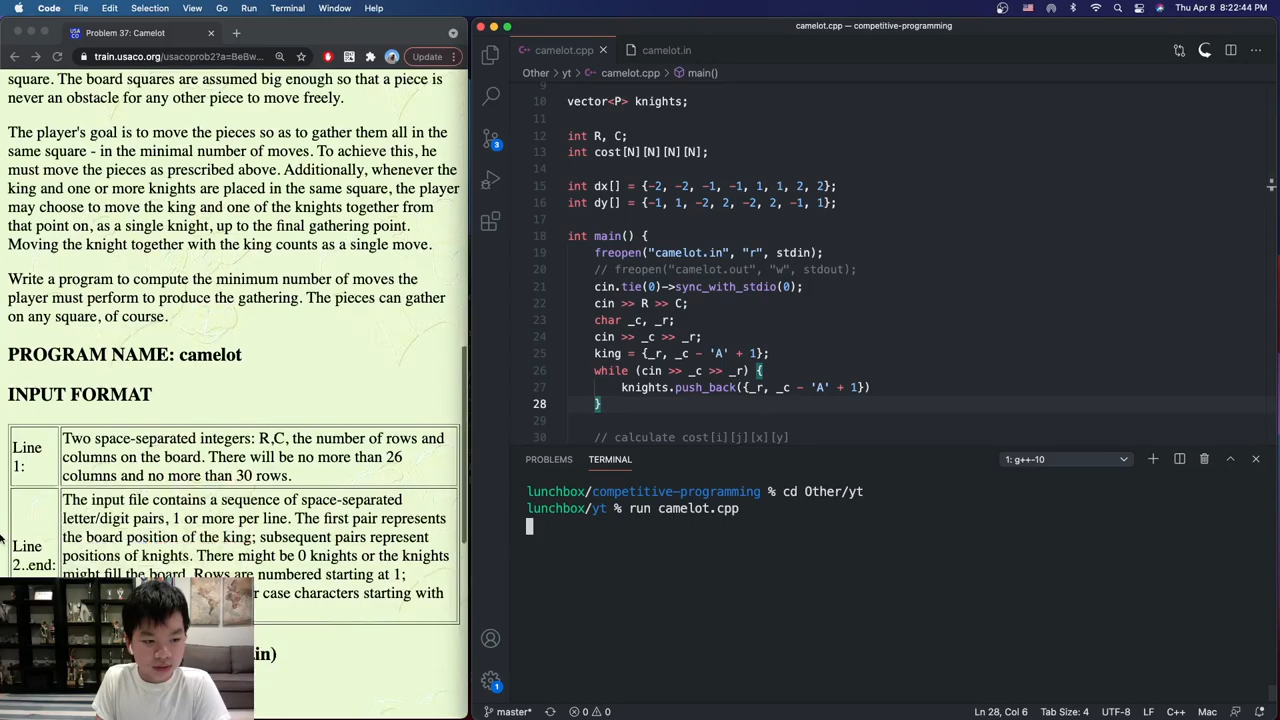 Code File Edit Selection View Go Run Terminal Window Help
Thu Apr 8 8:22:44 PM
Problem 37: Camelot
train.usaco.org/usacoprob2?a=BeBw...
Update
square. The board squares are assumed big enough so that a piece is
never an obstacle for any other piece to move freely.
The player's goal is to move the pieces so as to gather them all in the
same square - in the minimal number of moves. To achieve this, he
must move the pieces as prescribed above. Additionally, whenever the
king and one or more knights are placed in the same square, the player
may choose to move the king and one of the knights together from
that point on, as a single knight, up to the final gathering point.
Moving the knight together with the king counts as a single move.
Write a program to compute the minimum number of moves the
player must perform to produce the gathering. The pieces can gather
on any square, of course.
PROGRAM NAME: camelot
INPUT FORMAT
Line
1:
Two space-separated integers: R,C, the number of rows and
columns on the board. There will be no more than 26
columns and no more than 30 rows.
Line
2..end:
The input file contains a sequence of space-separated
letter/digit pairs, 1 or more per line. The first pair represents
the board position of the king; subsequent pairs represent
positions of knights. There might be 0 knights or the knights
might fill the board. Rows are numbered starting at 1;
case characters starting with
in)
camelot.cpp — competitive-programming
camelot.cpp
camelot.in
Other > yt > camelot.cpp > main()
9
10 vector<P> knights;
11
12 int R, C;
13 int cost[N][N][N][N];
14
15 int dx[] = {-2, -2, -1, -1, 1, 1, 2, 2};
16 int dy[] = {-1, 1, -2, 2, -2, 2, -1, 1};
17
18 int main() {
19 freopen("camelot.in", "r", stdin);
20 // freopen("camelot.out", "w", stdout);
21 cin.tie(0)->sync_with_stdio(0);
22 cin >> R >> C;
23 char _c, _r;
24 cin >> _c >> _r;
25 king = {_r, _c - 'A' + 1};
26 while (cin >> _c >> _r) {
27 knights.push_back({_r, _c - 'A' + 1})
28 }
29
30 // calculate cost[i][j][x][y]
PROBLEMS TERMINAL
1: g++-10
lunchbox/competitive-programming % cd Other/yt
lunchbox/yt % run camelot.cpp
3
1
master* 0 0
Ln 28, Col 6 Tab Size: 4 UTF-8 LF C++ Mac